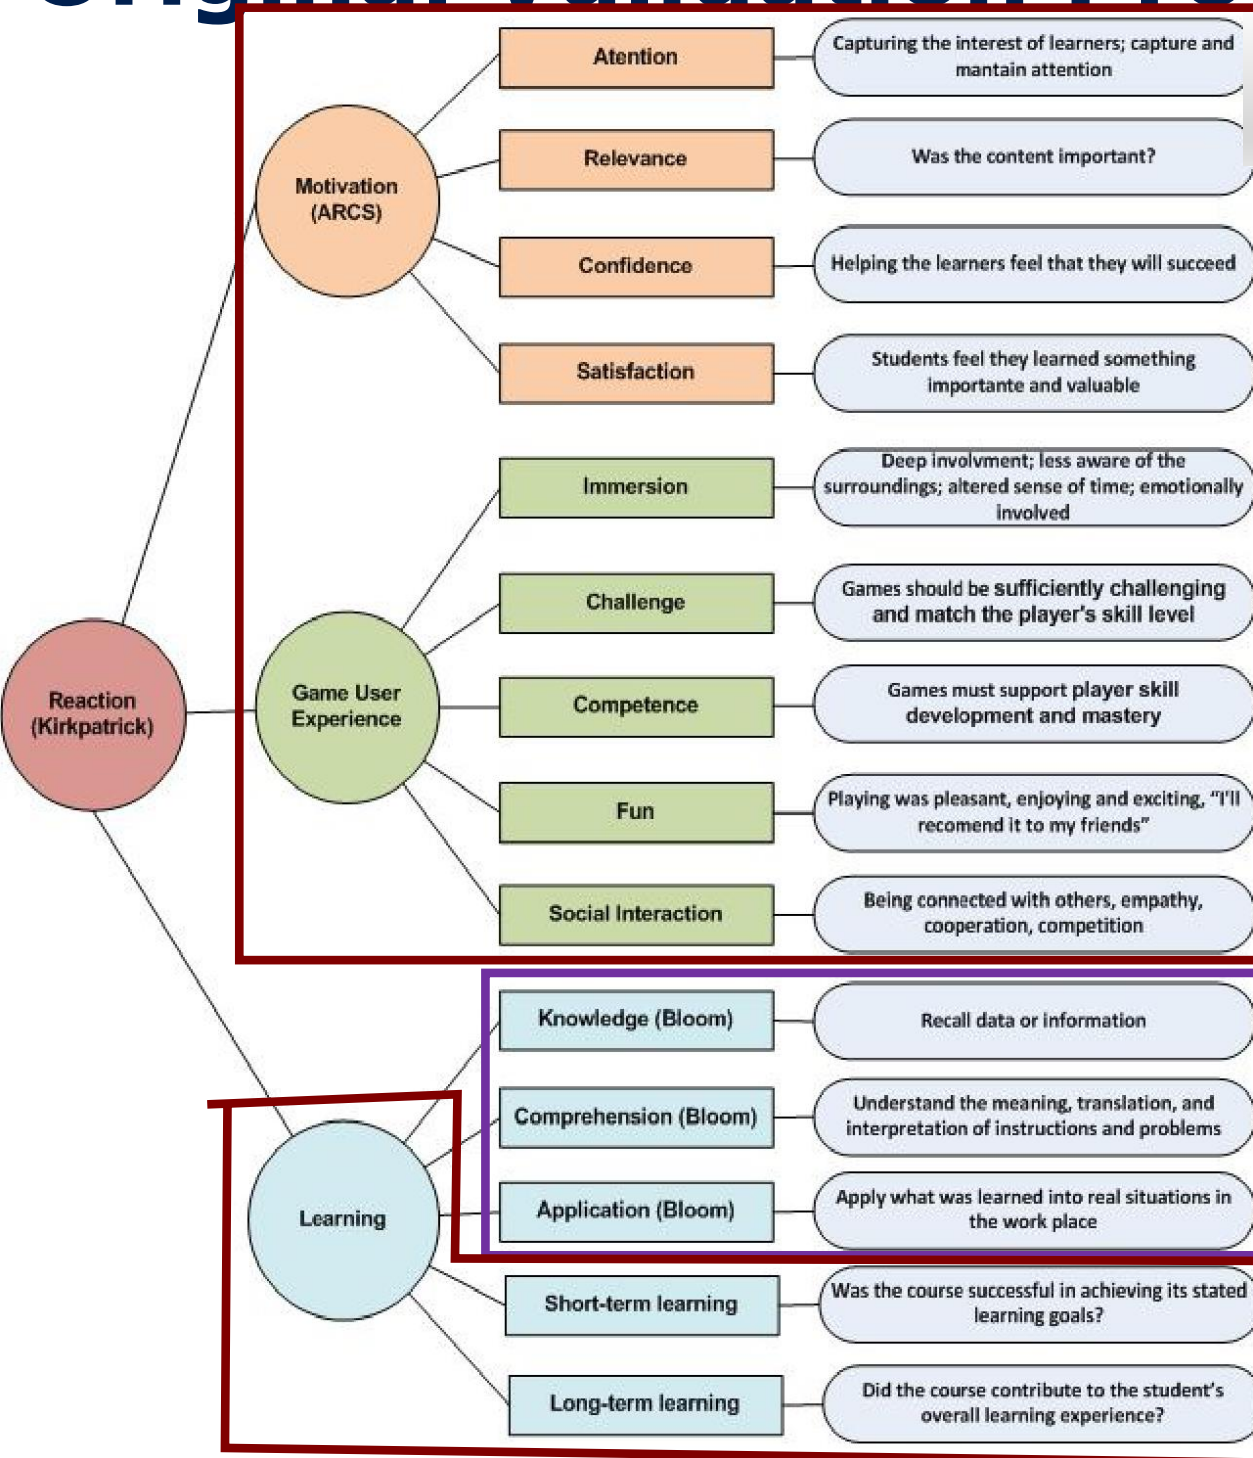 Original Validation Pro
Atention
Capturing the interest of learners; capture and
mantain attention
Relevance
Was the content important?
Motivation
(ARCS)
Confidence
Helping the learners feel that they will succeed
Satisfaction
Students feel they learned something
importante and valuable
Immersion
Deep involvment; less aware of the
surroundings; altered sense of time; emotionally
involved
Challenge
Games should be sufficiently challenging
and match the player's skill level
Reaction
(Kirkpatrick)
Game User
Experience
Competence
Games must support player skill
development and mastery
Fun
Playing was pleasant, enjoying and exciting, “I'll
recomend it to my friends”
Social Interaction
Being connected with others, empathy,
cooperation, competition
Knowledge (Bloom)
Recall data or information
Comprehension (Bloom)
Understand the meaning, translation, and
interpretation of instructions and problems
Learning
Application (Bloom)
Apply what was learned into real situations in
the work place
Short-term learning
Was the course successful in achieving its stated
learning goals?
Long-term learning
Did the course contribute to the student's
overall learning experience?